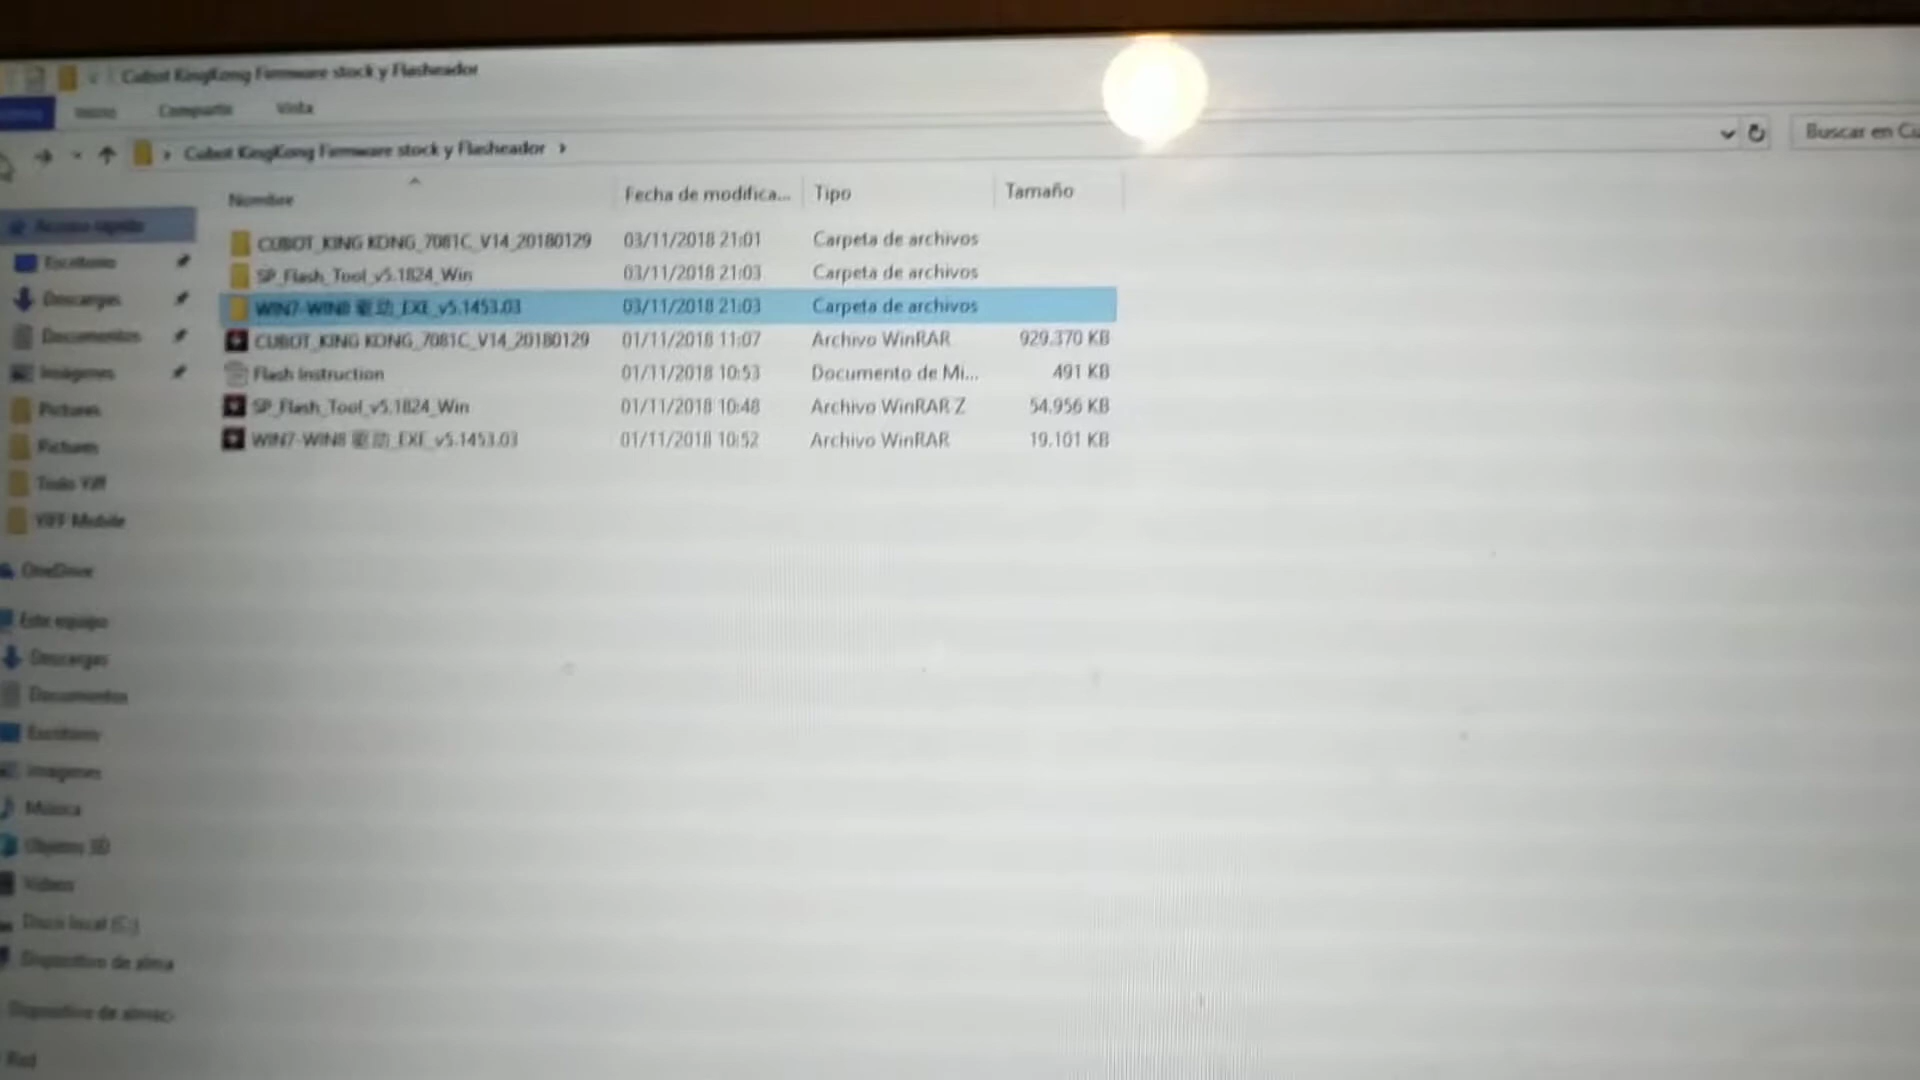 Cubot KingKong Firmware stock y Flasheador
Inicio Compartir Vista
Cubot KingKong Firmware stock y Flasheador
Buscar en Cu
Nombre Fecha de modifica... Tipo Tamaño
Acceso rápido
CUBOT_KING KONG_7081C_V14_20180129 03/11/2018 21:01 Carpeta de archivos
Escritorio
SP_Flash_Tool_v5.1824_Win 03/11/2018 21:03 Carpeta de archivos
Descargas
WIN7-WIN8 驱动_EXE_v5.1453.03 03/11/2018 21:03 Carpeta de archivos
Documentos
CUBOT_KING KONG_7081C_V14_20180129 01/11/2018 11:07 Archivo WinRAR 929.370 KB
Imágenes
Flash Instruction 01/11/2018 10:53 Documento de Mi... 491 KB
Pictures
SP_Flash_Tool_v5.1824_Win 01/11/2018 10:48 Archivo WinRAR Z 54.956 KB
Pictures
WIN7-WIN8 驱动_EXE_v5.1453.03 01/11/2018 10:52 Archivo WinRAR 19.101 KB
Todo Yiff
YIFF Mobile
OneDrive
Este equipo
Descargas
Documentos
Escritorio
Imágenes
Música
Objetos 3D
Vídeos
Disco local (C:)
Dispositivo de alma
Dispositivo de almac
Red